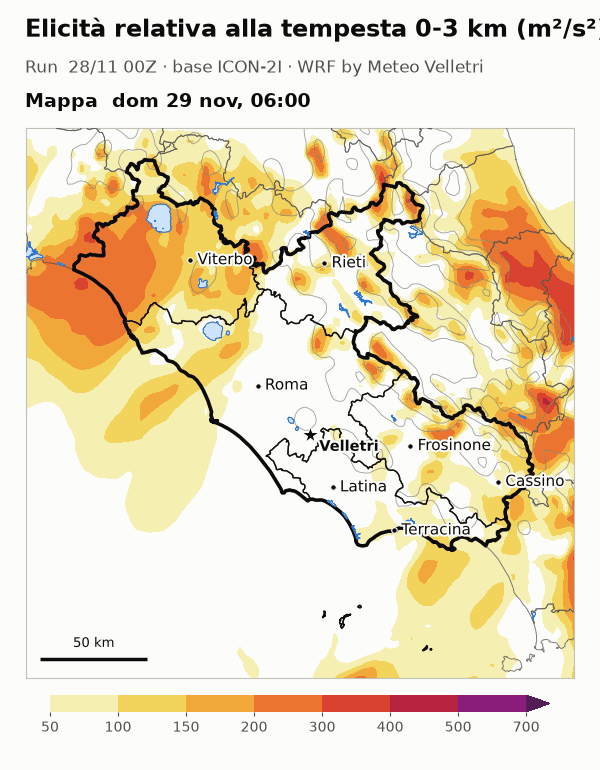 Elicità relativa alla tempesta 0-3 km (m²/s²)
Run 28/11 00Z · base ICON-2I · WRF by Meteo Velletri
Mappa dom 29 nov, 06:00
Viterbo
Rieti
Roma
Velletri
Frosinone
Latina
Cassino
Terracina
50 km
50 100 150 200 300 400 500 700